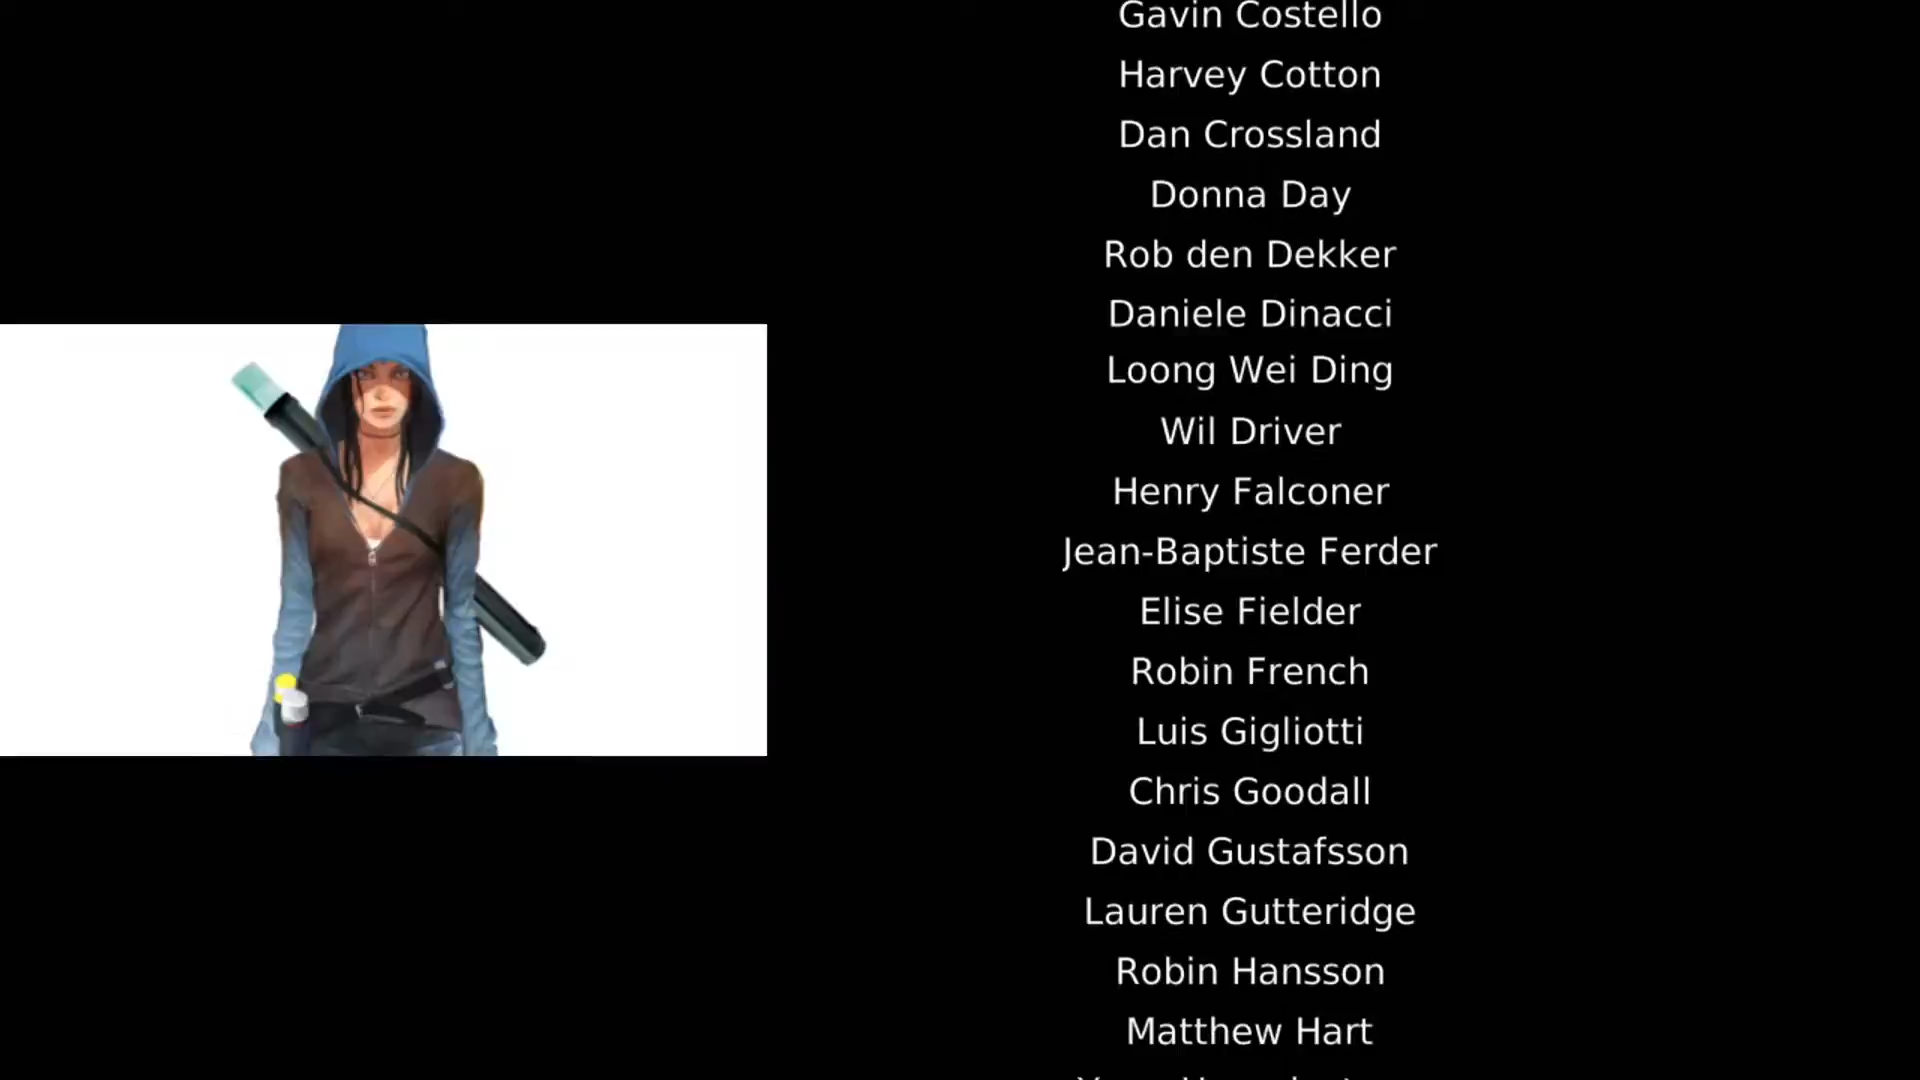 Gavin Costello
Harvey Cotton
Dan Crossland
Donna Day
Rob den Dekker
Daniele Dinacci
Loong Wei Ding
Wil Driver
Henry Falconer
Jean-Baptiste Ferder
Elise Fielder
Robin French
Luis Gigliotti
Chris Goodall
David Gustafsson
Lauren Gutteridge
Robin Hansson
Matthew Hart